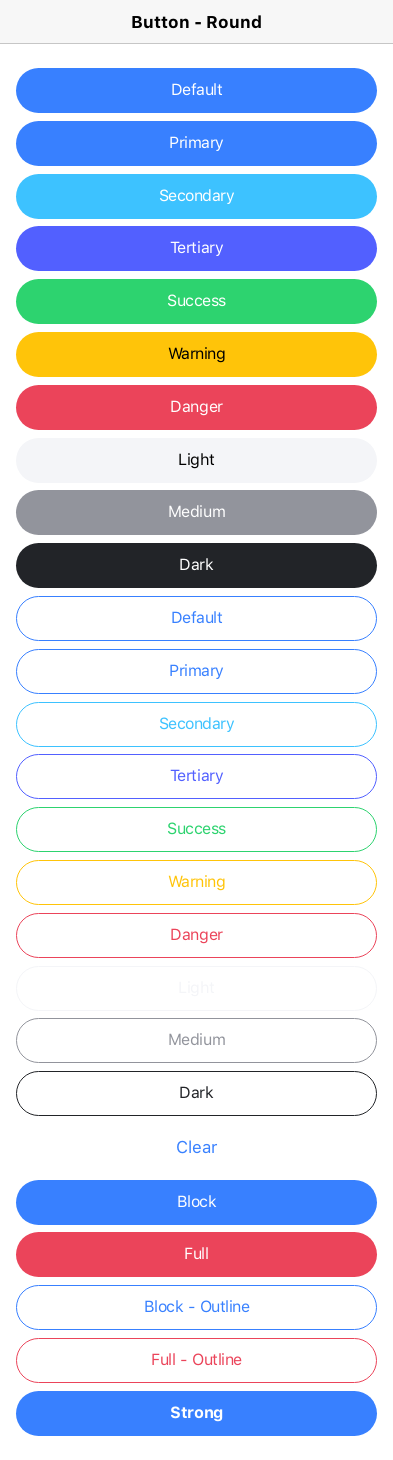 Button - Round
Default
Primary
Secondary
Tertiary
Success
Warning
Danger
Light
Medium
Dark
Default
Primary
Secondary
Tertiary
Success
Warning
Danger
Light
Medium
Dark
Clear
Block
Full
Block - Outline
Full - Outline
Strong